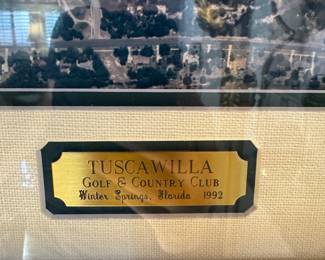 TUSCAWILLA
GOLF & COUNTRY CLUB
Winter Springs, Florida 1992